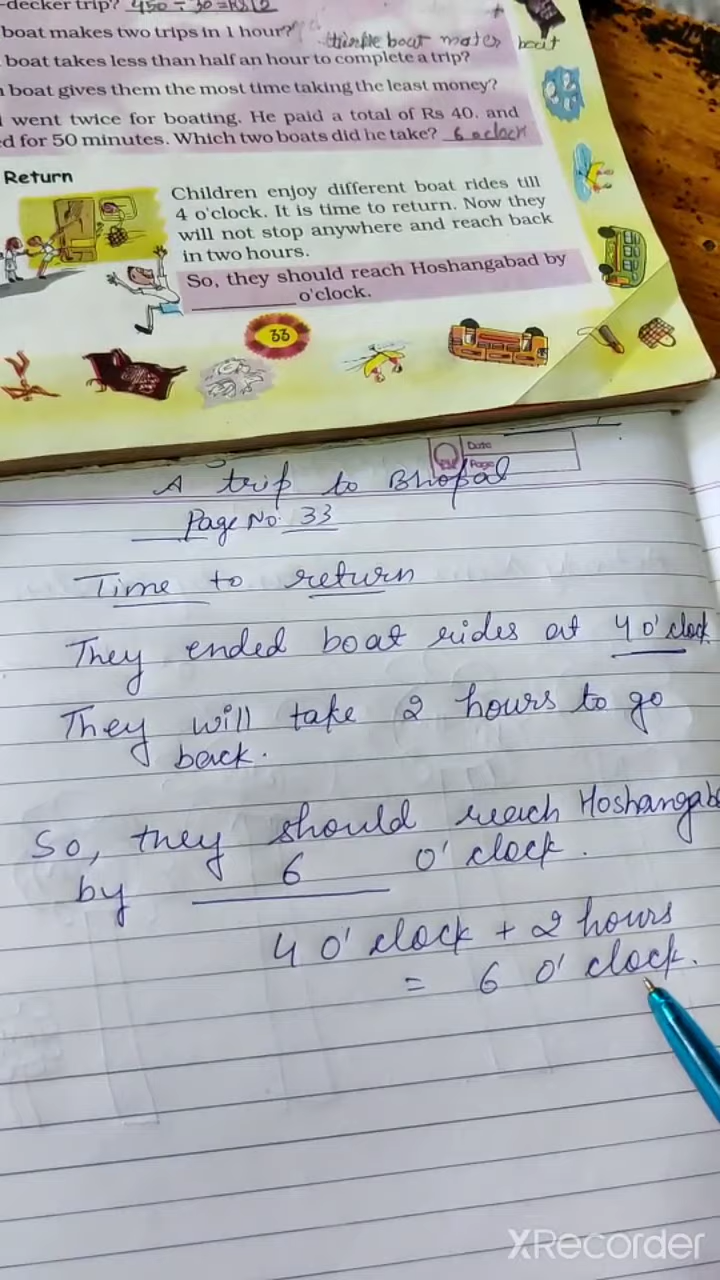 -decker trip? 450 ÷ 30 =
boat makes two trips in 1 hour?
boat takes less than half an hour to complete a trip?
boat gives them the most time taking the least money?
went twice for boating. He paid a total of Rs 40. and
d for 50 minutes. Which two boats did he take? 6 oclock
Return
Children enjoy different boat rides till
4 o'clock. It is time to return. Now they
will not stop anywhere and reach back
in two hours.
So, they should reach Hoshangabad by
__________ o'clock.
33
Date
Page
A trip to Bhopal
Page No: 33
Time to return
They ended boat rides at 4 o'clock
They will take 2 hours to go
back.
So, they should reach Hoshangab
by 6 O'clock.
4 O'clock + 2 hours
= 6 O'clock.
XRecorder